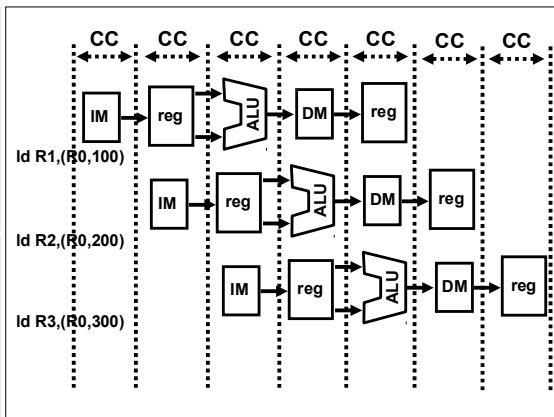 CC CC CC CC CC CC CC
IM reg ALU DM reg
ld R1,(R0,100)
IM reg ALU DM reg
ld R2,(R0,200)
IM reg ALU DM reg
ld R3,(R0,300)